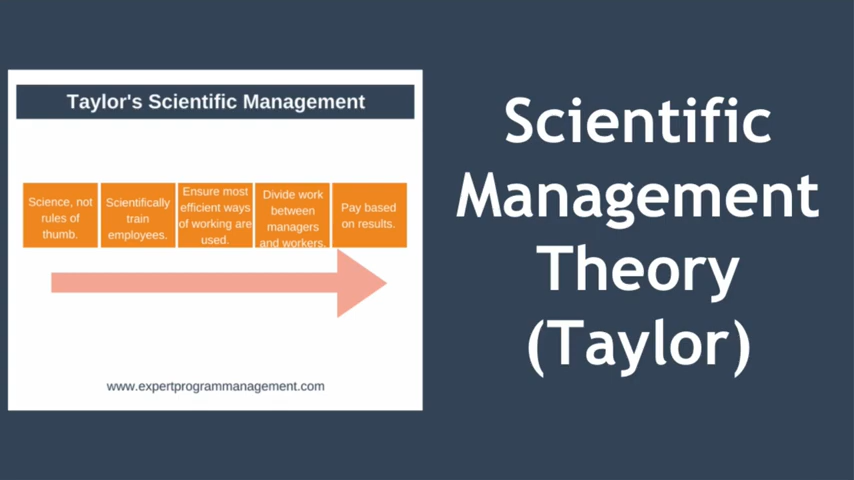 Taylor's Scientific Management
Science, not
rules of
thumb.
Scientifically
train
employees.
Ensure most
efficient ways
of working are
used.
Divide work
between
managers
and workers.
Pay based
on results.
www.expertprogrammanagement.com
Scientific
Management
Theory
(Taylor)